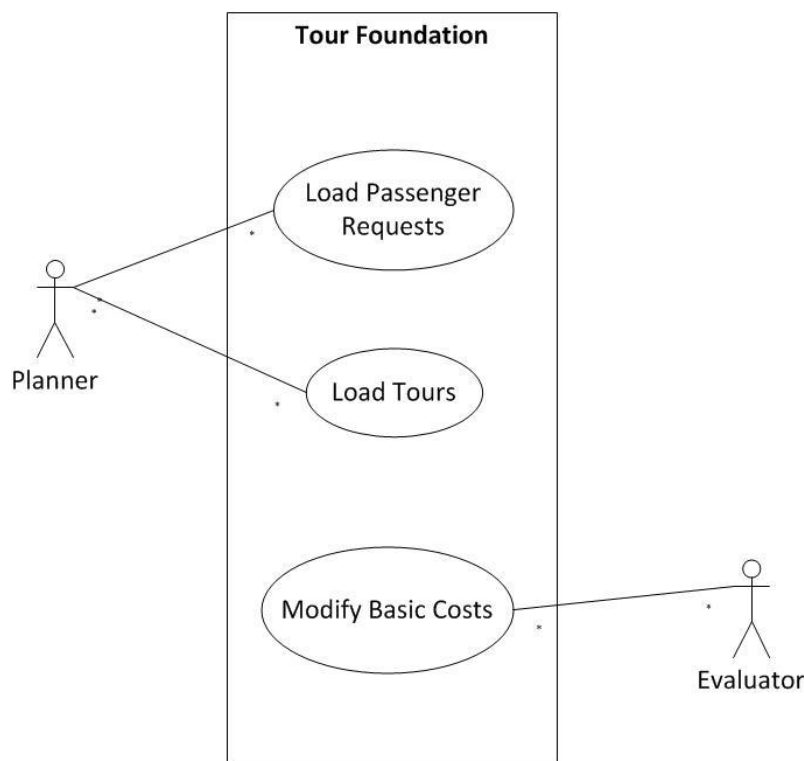 Tour Foundation
Load Passenger
Requests
*
*
*
Planner
Load Tours
*
Modify Basic Costs
*
*
Evaluator